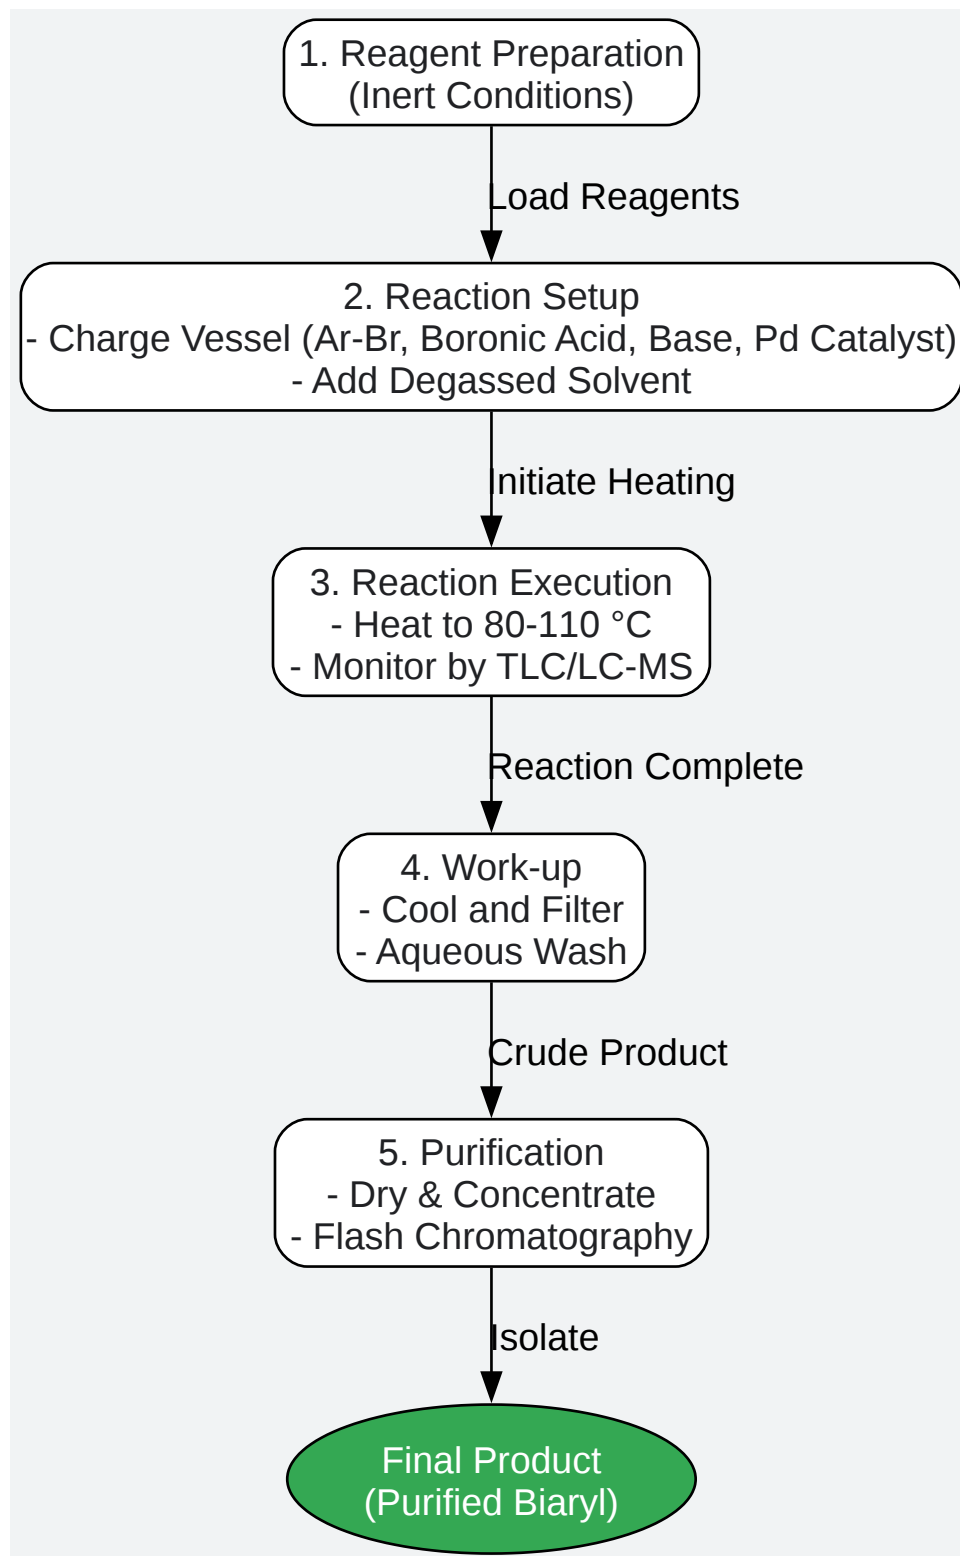 1. Reagent Preparation
(Inert Conditions)
Load Reagents
2. Reaction Setup
- Charge Vessel (Ar-Br, Boronic Acid, Base, Pd Catalyst)
- Add Degassed Solvent
Initiate Heating
3. Reaction Execution
- Heat to 80-110 °C
- Monitor by TLC/LC-MS
Reaction Complete
4. Work-up
- Cool and Filter
- Aqueous Wash
Crude Product
5. Purification
- Dry & Concentrate
- Flash Chromatography
Isolate
Final Product
(Purified Biaryl)